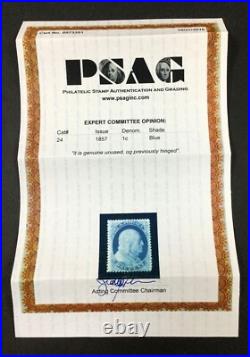 PSAG
PHILATELIC STAMP AUTHENTICATION AND GRADING
www.psaginc.com
EXPERT COMMITTEE OPINION:
Cat# Issue Denom. Shade:
24 1857 1c Blue
"It is genuine unused, og previously hinged"
Acting Committee Chairman